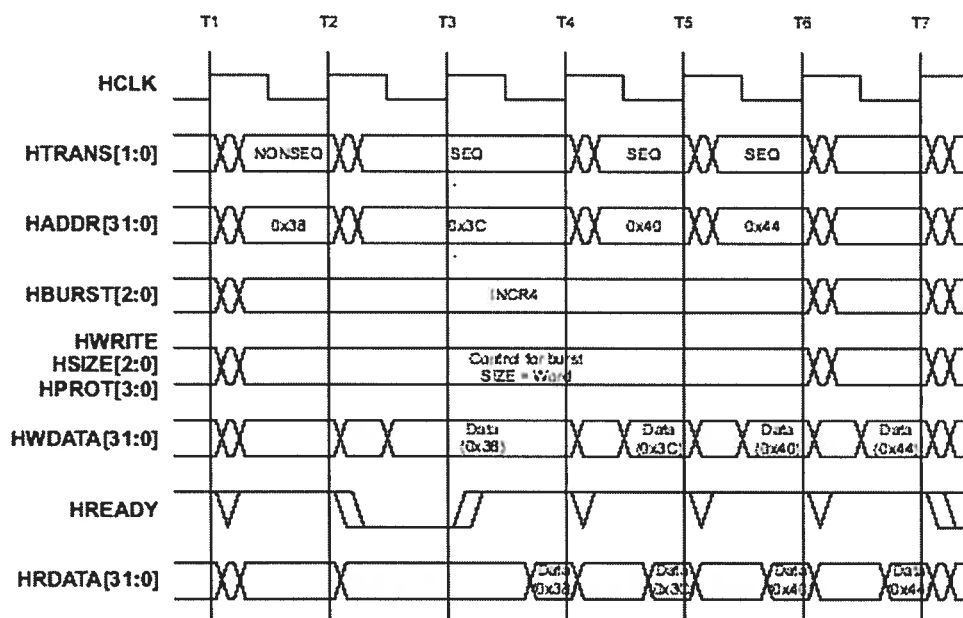 T1 T2 T3 T4 T5 T6 T7
HCLK
HTRANS[1:0] NONSEQ SEQ SEQ SEQ
HADDR[31:0] 0x38 0x3C 0x40 0x44
HBURST[2:0] INCR4
HWRITE
HSIZE[2:0]
HPROT[3:0]
Control for burst
SIZE = Word
HWDATA[31:0]
Data
(0x38)
Data
(0x3C)
Data
(0x40)
Data
(0x44)
HREADY
HRDATA[31:0]
Data
0x38
Data
0x3C
Data
0x40
Data
0x44